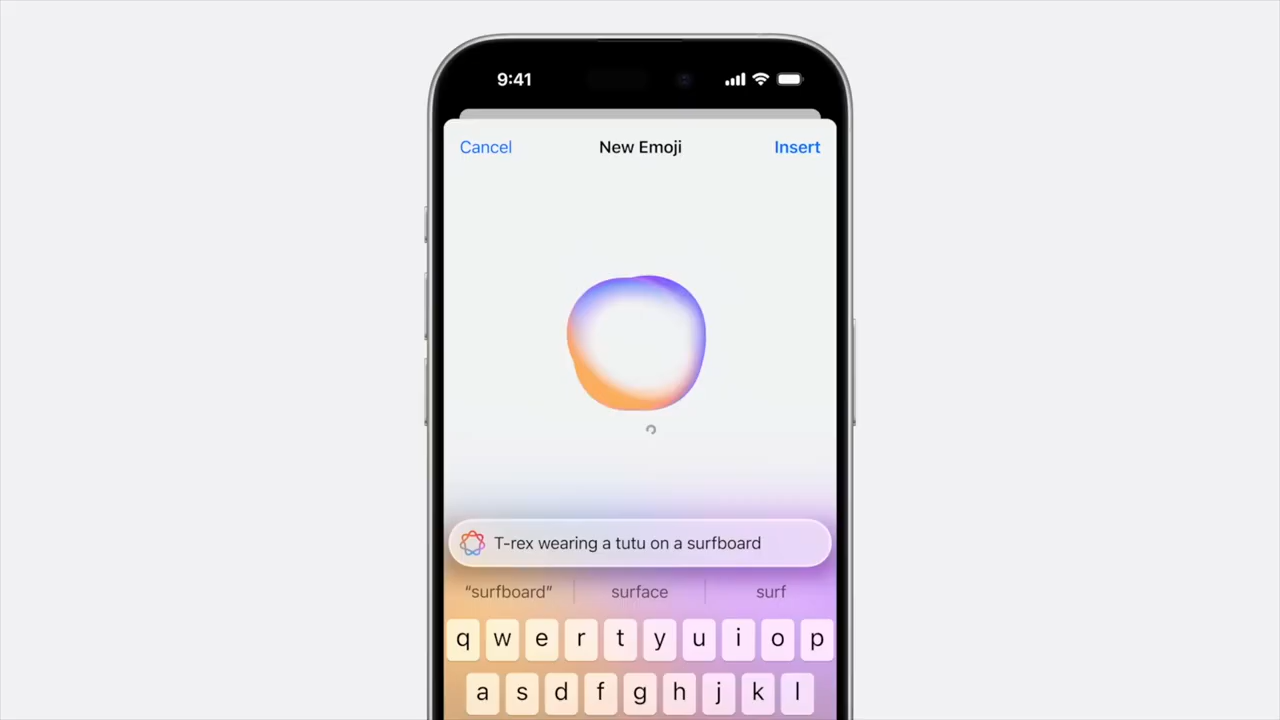 9:41
Cancel New Emoji Insert
T-rex wearing a tutu on a surfboard
“surfboard” surface surf
q w e r t y u i o p
a s d f g h j k l